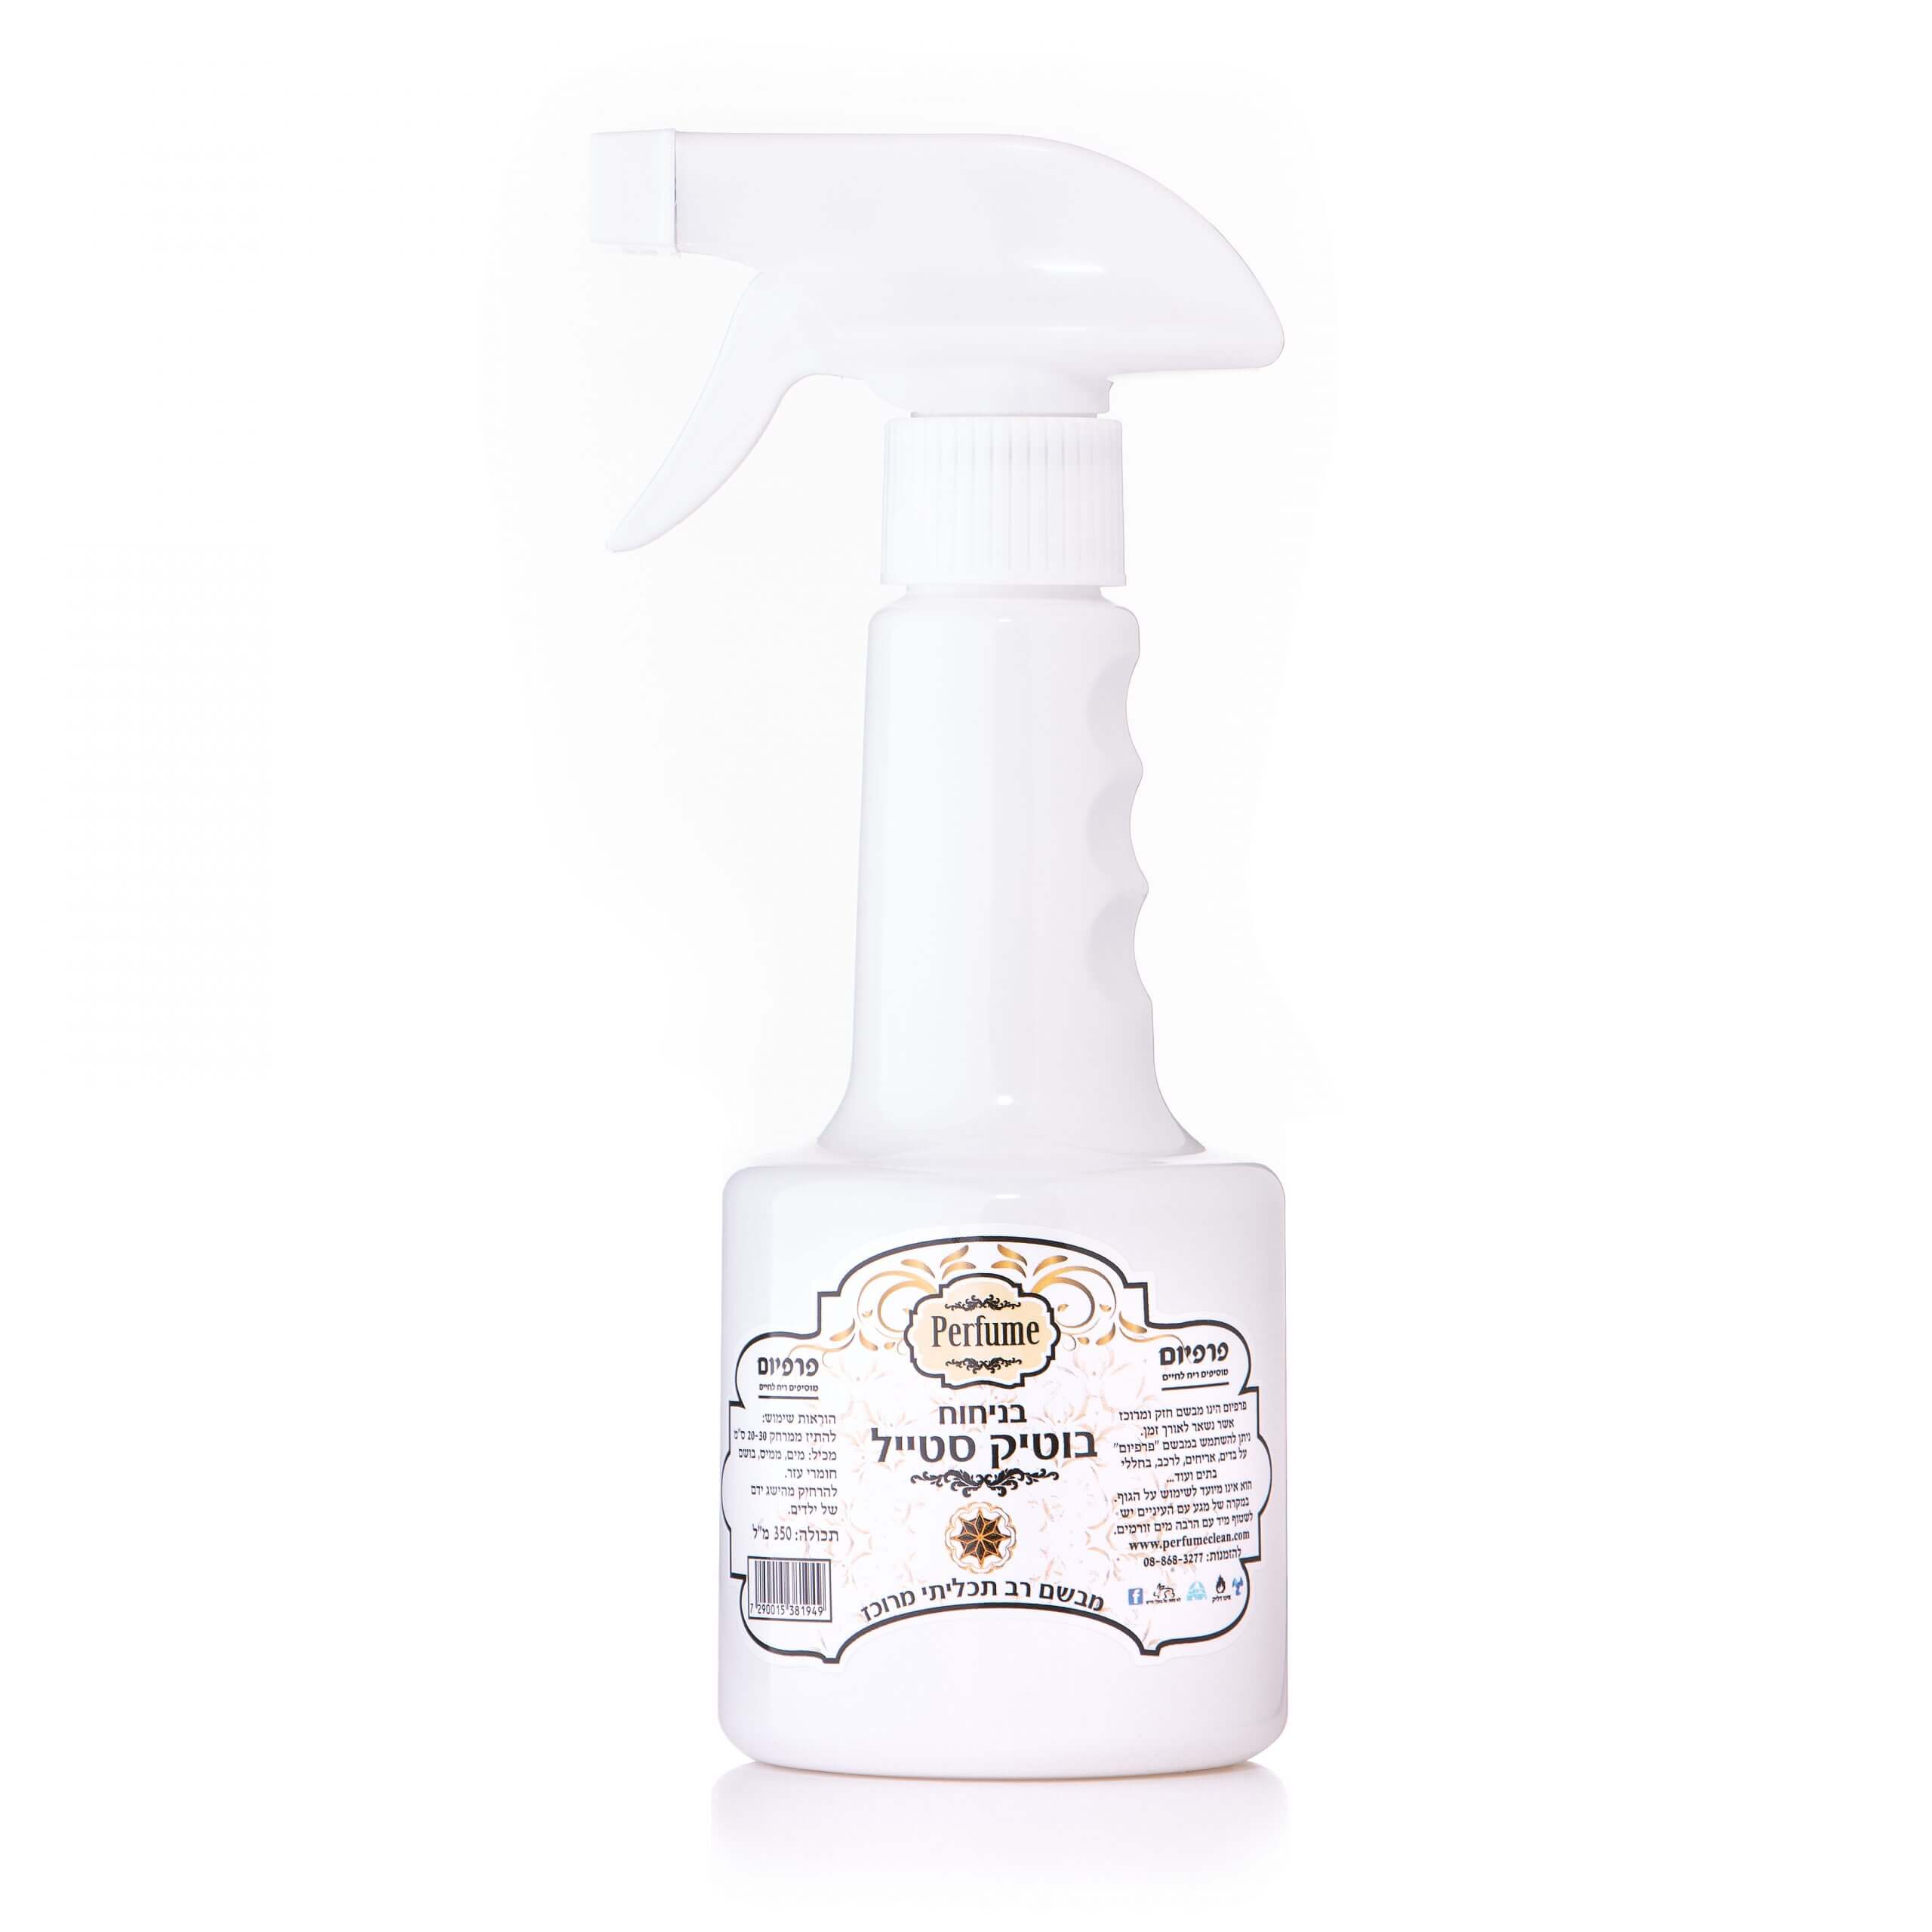 Perfume
בניחוח
בוטיק סטייל
מבשם רב תכליתי מרוכז
פרפיום
מוסיפים ריח לחיים
פרפיום הינו מבשם חזק ומרוכז
אשר נשאר לאורך זמן.
ניתן להשתמש במבשם "פרפיום"
על בדים, אריחים, לרכב, בחללי
בתים ועוד...
הוא אינו מיועד לשימוש על הגוף.
במקרה של מגע עם העיניים יש
לשטוף מיד עם הרבה מים זורמים.
www.perfumeclean.com
להזמנות: 08-868-3277
פרפיום
מוסיפים ריח לחיים
הוראות שימוש:
להתיז ממרחק 20-30 ס"מ
מכיל: מים, ממיס, בושם
חומרי עזר.
להרחיק מהישג ידם
של ילדים.
תכולה: 350 מ"ל
7 290015 381949